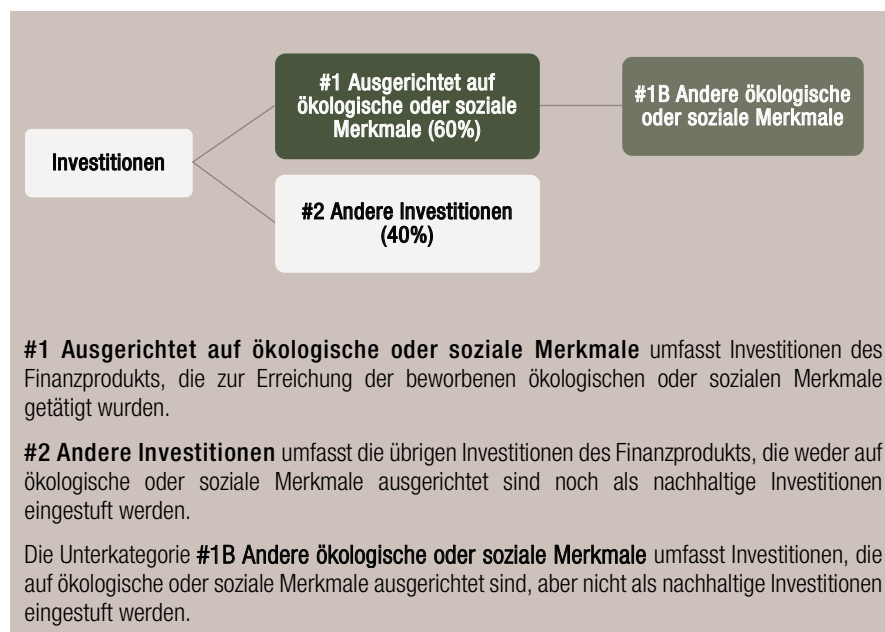 #1 Ausgerichtet auf
ökologische oder soziale
Merkmale (60%)
#1B Andere ökologische
oder soziale Merkmale
Investitionen
#2 Andere Investitionen
(40%)
#1 Ausgerichtet auf ökologische oder soziale Merkmale umfasst Investitionen des
Finanzprodukts, die zur Erreichung der beworbenen ökologischen oder sozialen Merkmale
getätigt wurden.
#2 Andere Investitionen umfasst die übrigen Investitionen des Finanzprodukts, die weder auf
ökologische oder soziale Merkmale ausgerichtet sind noch als nachhaltige Investitionen
eingestuft werden.
Die Unterkategorie #1B Andere ökologische oder soziale Merkmale umfasst Investitionen, die
auf ökologische oder soziale Merkmale ausgerichtet sind, aber nicht als nachhaltige Investitionen
eingestuft werden.